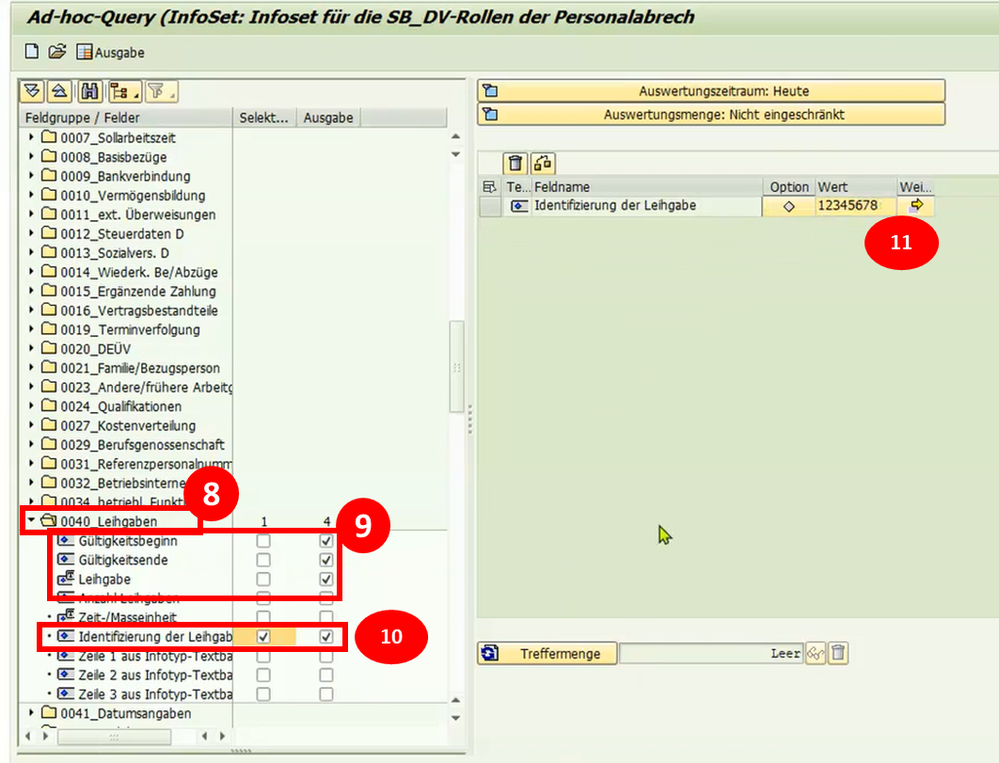 Ad-hoc-Query (InfoSet: Infoset für die SB_DV-Rollen der Personalabrech
Ausgabe
Feldgruppe / Felder Selekt... Ausgabe
0007_Sollarbeitszeit
0008_Basisbezüge
0009_Bankverbindung
0010_Vermögensbildung
0011_ext. Überweisungen
0012_Steuerdaten D
0013_Sozialvers. D
0014_Wiederk. Be/Abzüge
0015_Ergänzende Zahlung
0016_Vertragsbestandteile
0019_Terminverfolgung
0020_DEÜV
0021_Familie/Bezugsperson
0023_Andere/frühere Arbeitg
0024_Qualifikationen
0027_Kostenverteilung
0029_Berufsgenossenschaft
0031_Referenzpersonalnumm
0032_Betriebsinterne
0034_betriebl. Funkt
8
0040_Leihgaben 1 4
9
Gültigkeitsbeginn
Gültigkeitsende
Leihgabe
Anzahl Leihgaben
Zeit-/Masseinheit
Identifizierung der Leihgab
10
Zeile 1 aus Infotyp-Textba
Zeile 2 aus Infotyp-Textba
Zeile 3 aus Infotyp-Textba
0041_Datumsangaben
Auswertungszeitraum: Heute
Auswertungsmenge: Nicht eingeschränkt
Te... Feldname Option Wert Wei...
Identifizierung der Leihgabe 12345678
11
Treffermenge Leer